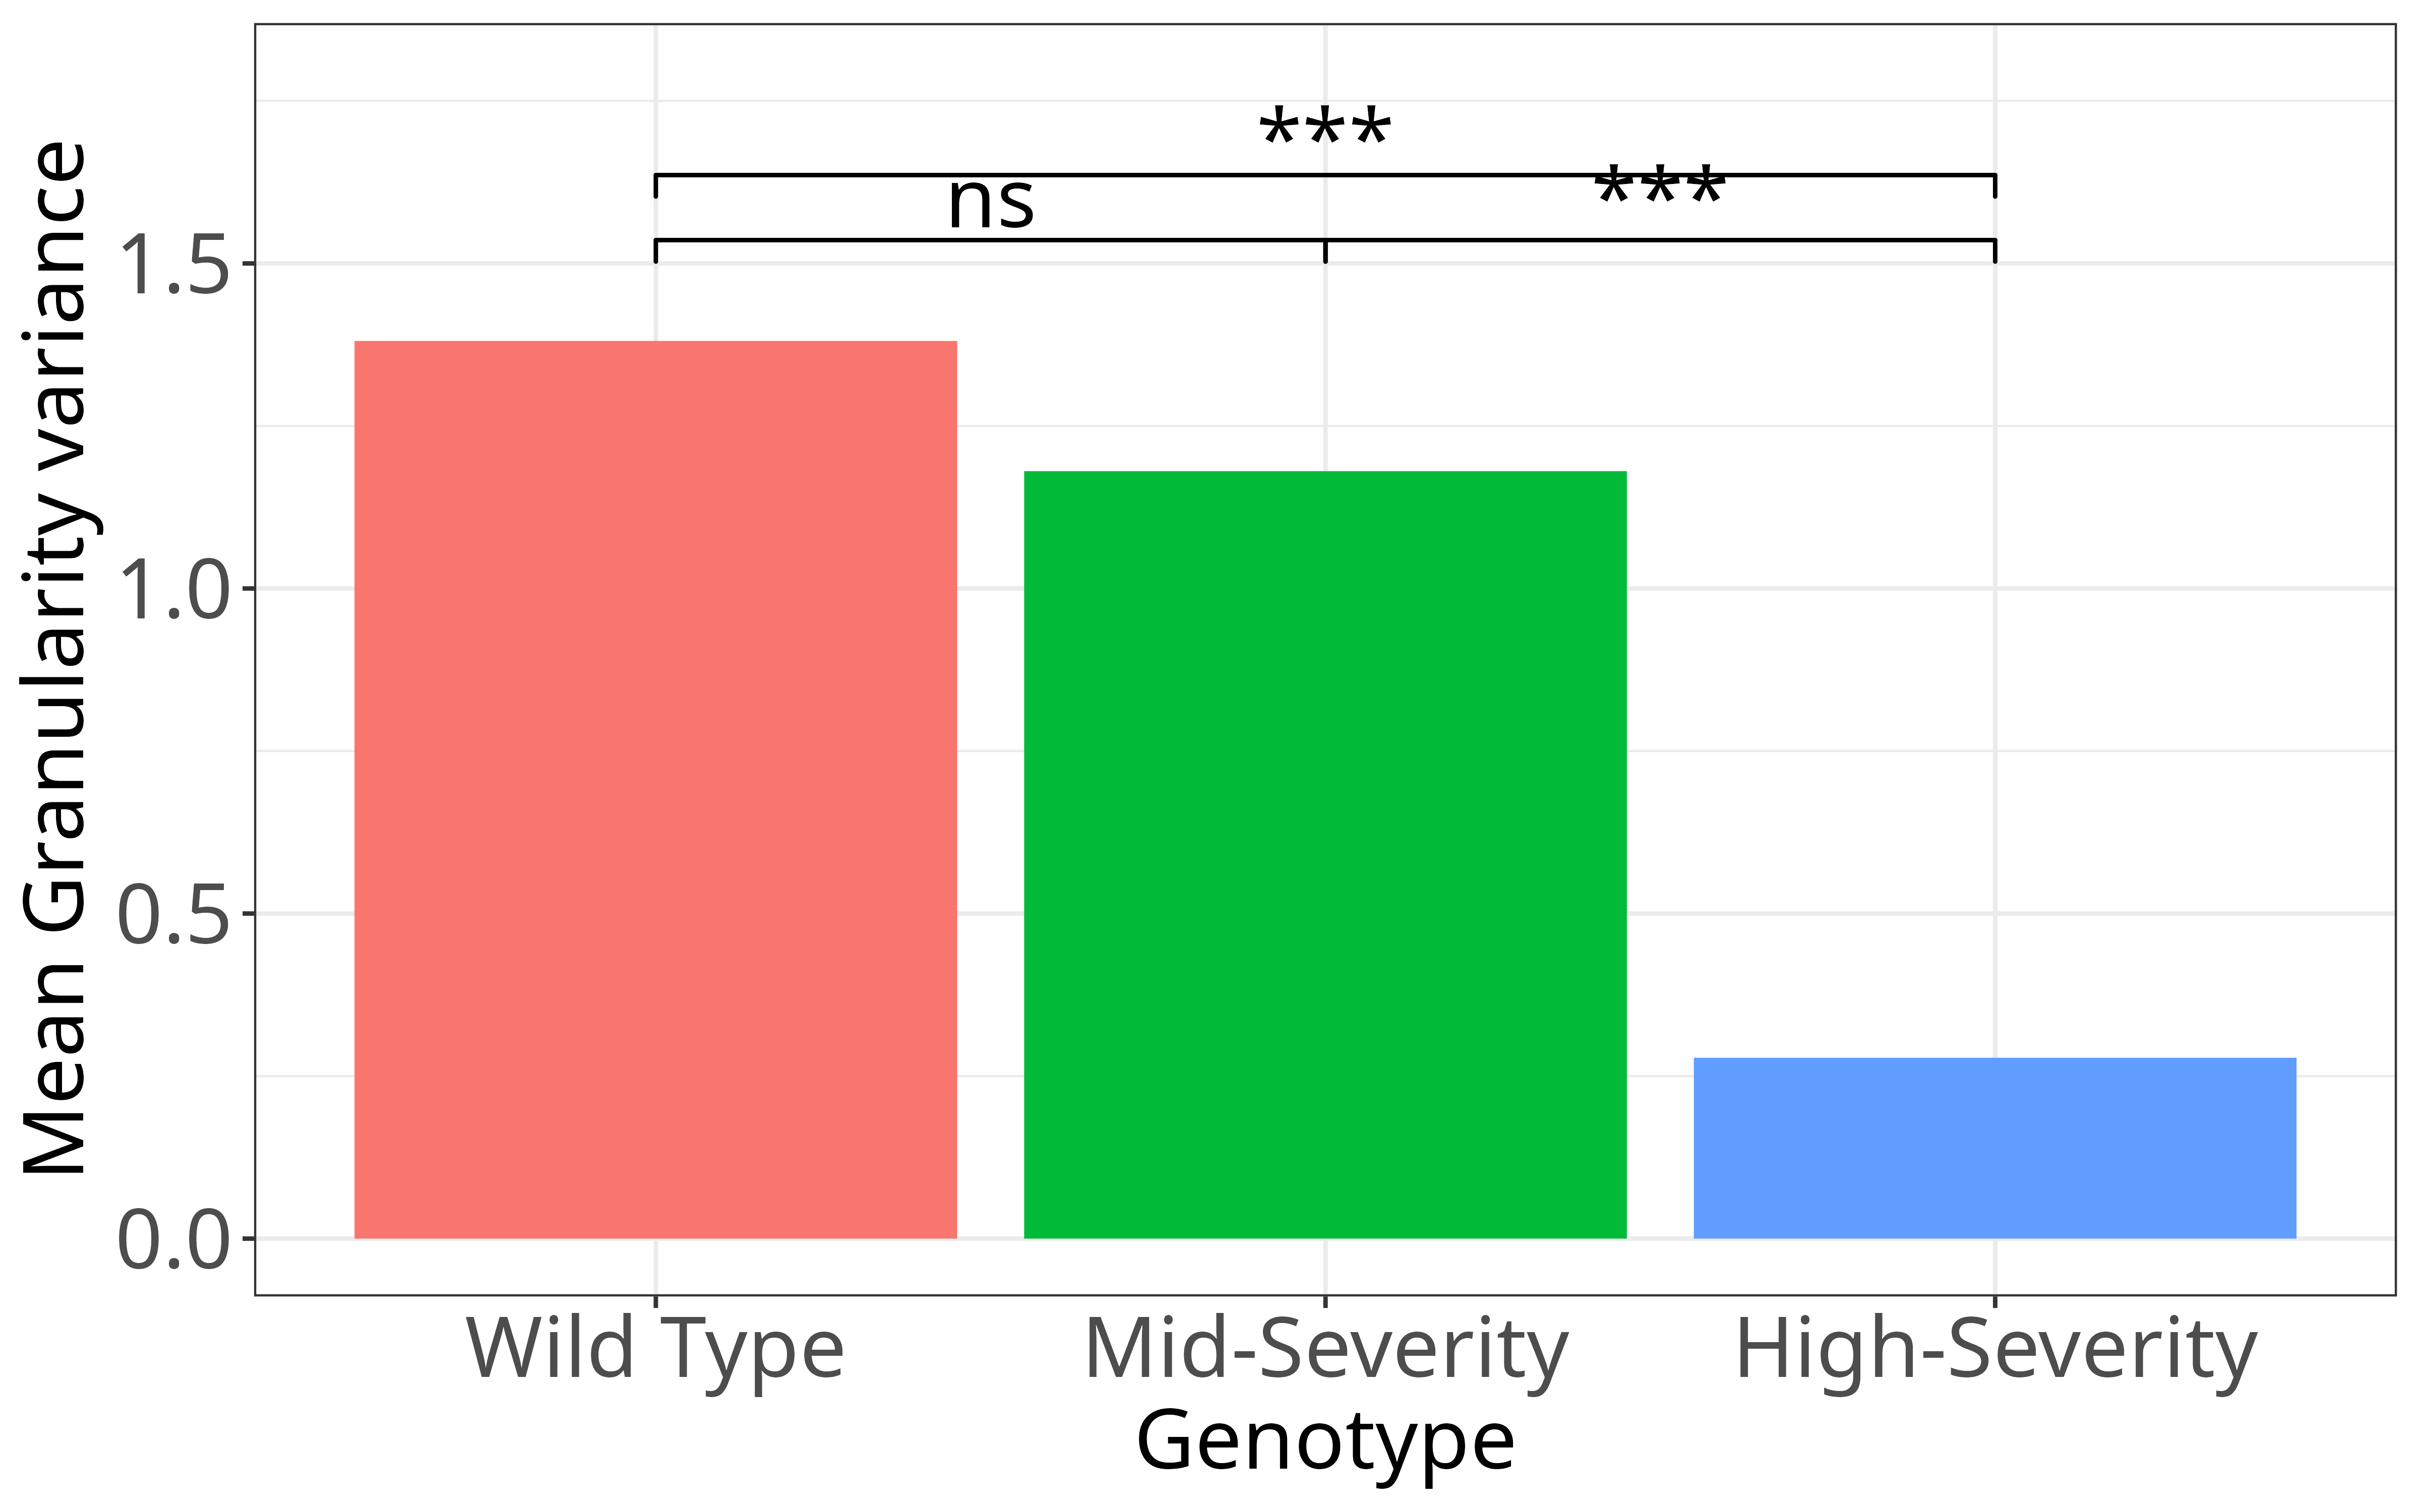 ***
***
ns
Mean Granularity variance
1.5
1.0
0.5
0.0
Wild Type Mid-Severity High-Severity
Genotype